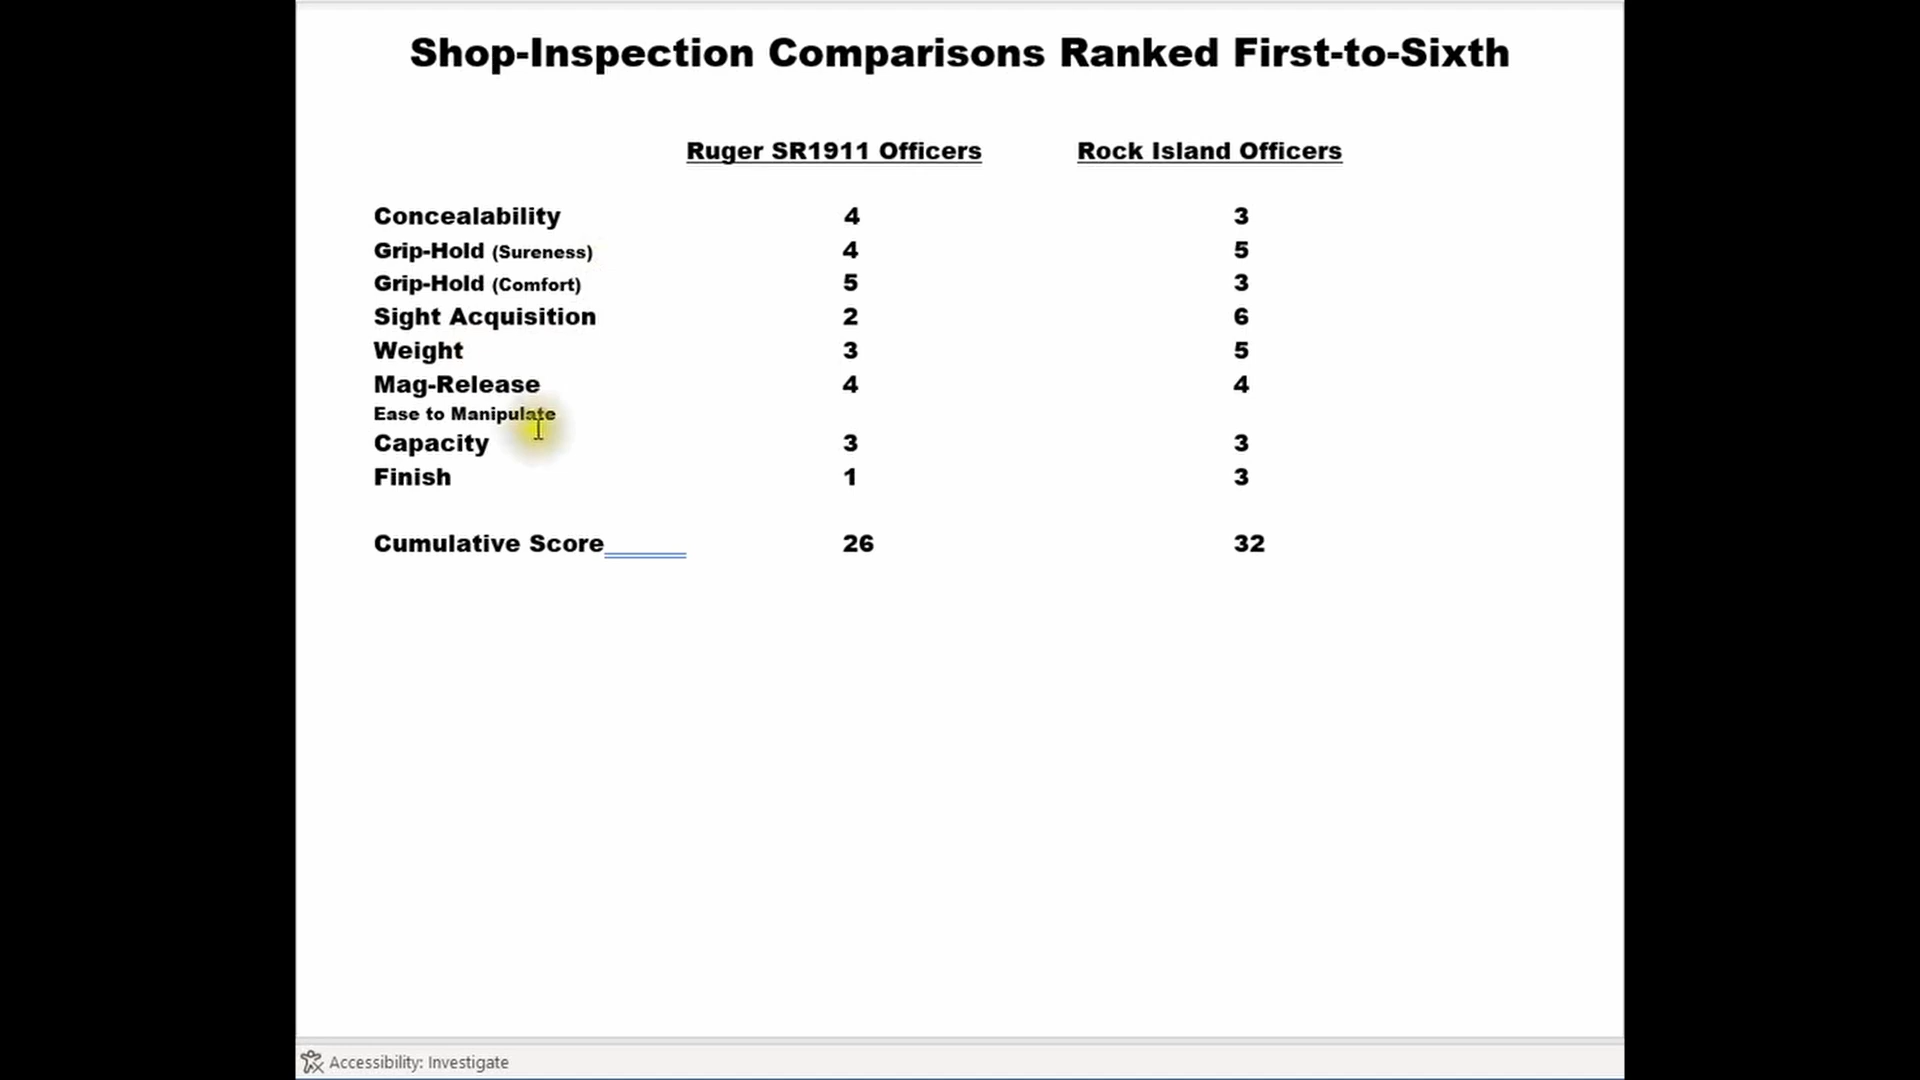 Shop-Inspection Comparisons Ranked First-to-Sixth
Ruger SR1911 Officers Rock Island Officers
Concealability 4 3
Grip-Hold (Sureness) 4 5
Grip-Hold (Comfort) 5 3
Sight Acquisition 2 6
Weight 3 5
Mag-Release 4 4
Ease to Manipulate
Capacity 3 3
Finish 1 3
Cumulative Score 26 32
Accessibility: Investigate